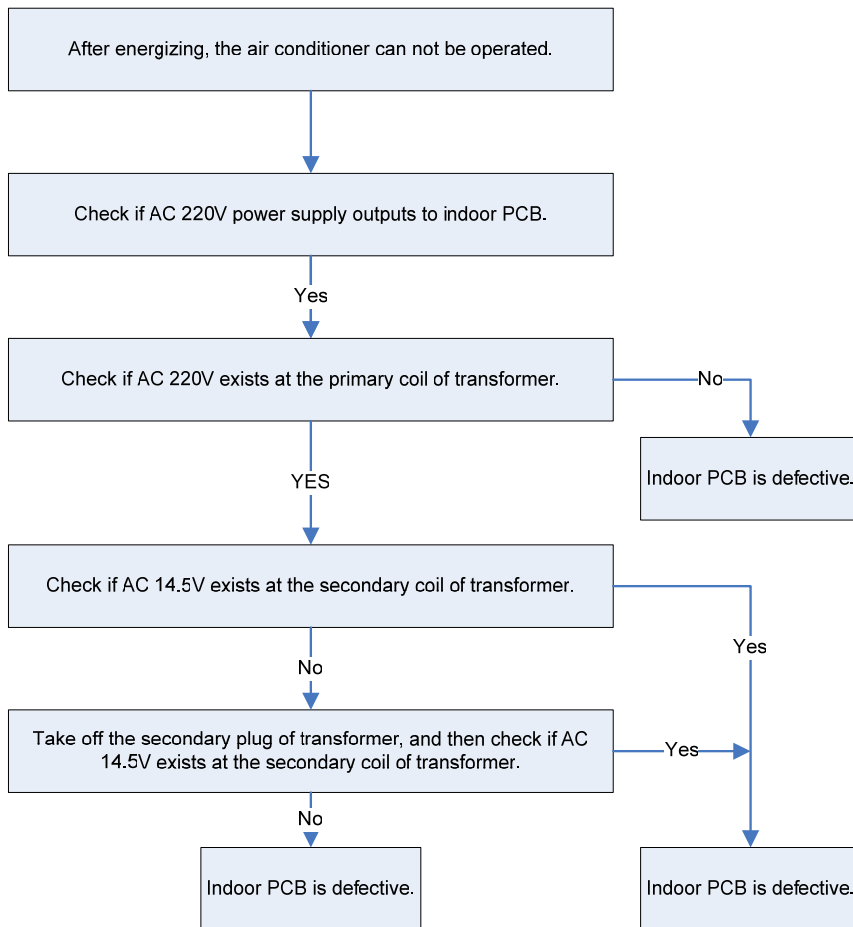 After energizing, the air conditioner can not be operated.
Check if AC 220V power supply outputs to indoor PCB.
Yes
Check if AC 220V exists at the primary coil of transformer.
No
Indoor PCB is defective.
YES
Check if AC 14.5V exists at the secondary coil of transformer.
Yes
No
Take off the secondary plug of transformer, and then check if AC
14.5V exists at the secondary coil of transformer.
Yes
No
Indoor PCB is defective.
Indoor PCB is defective.